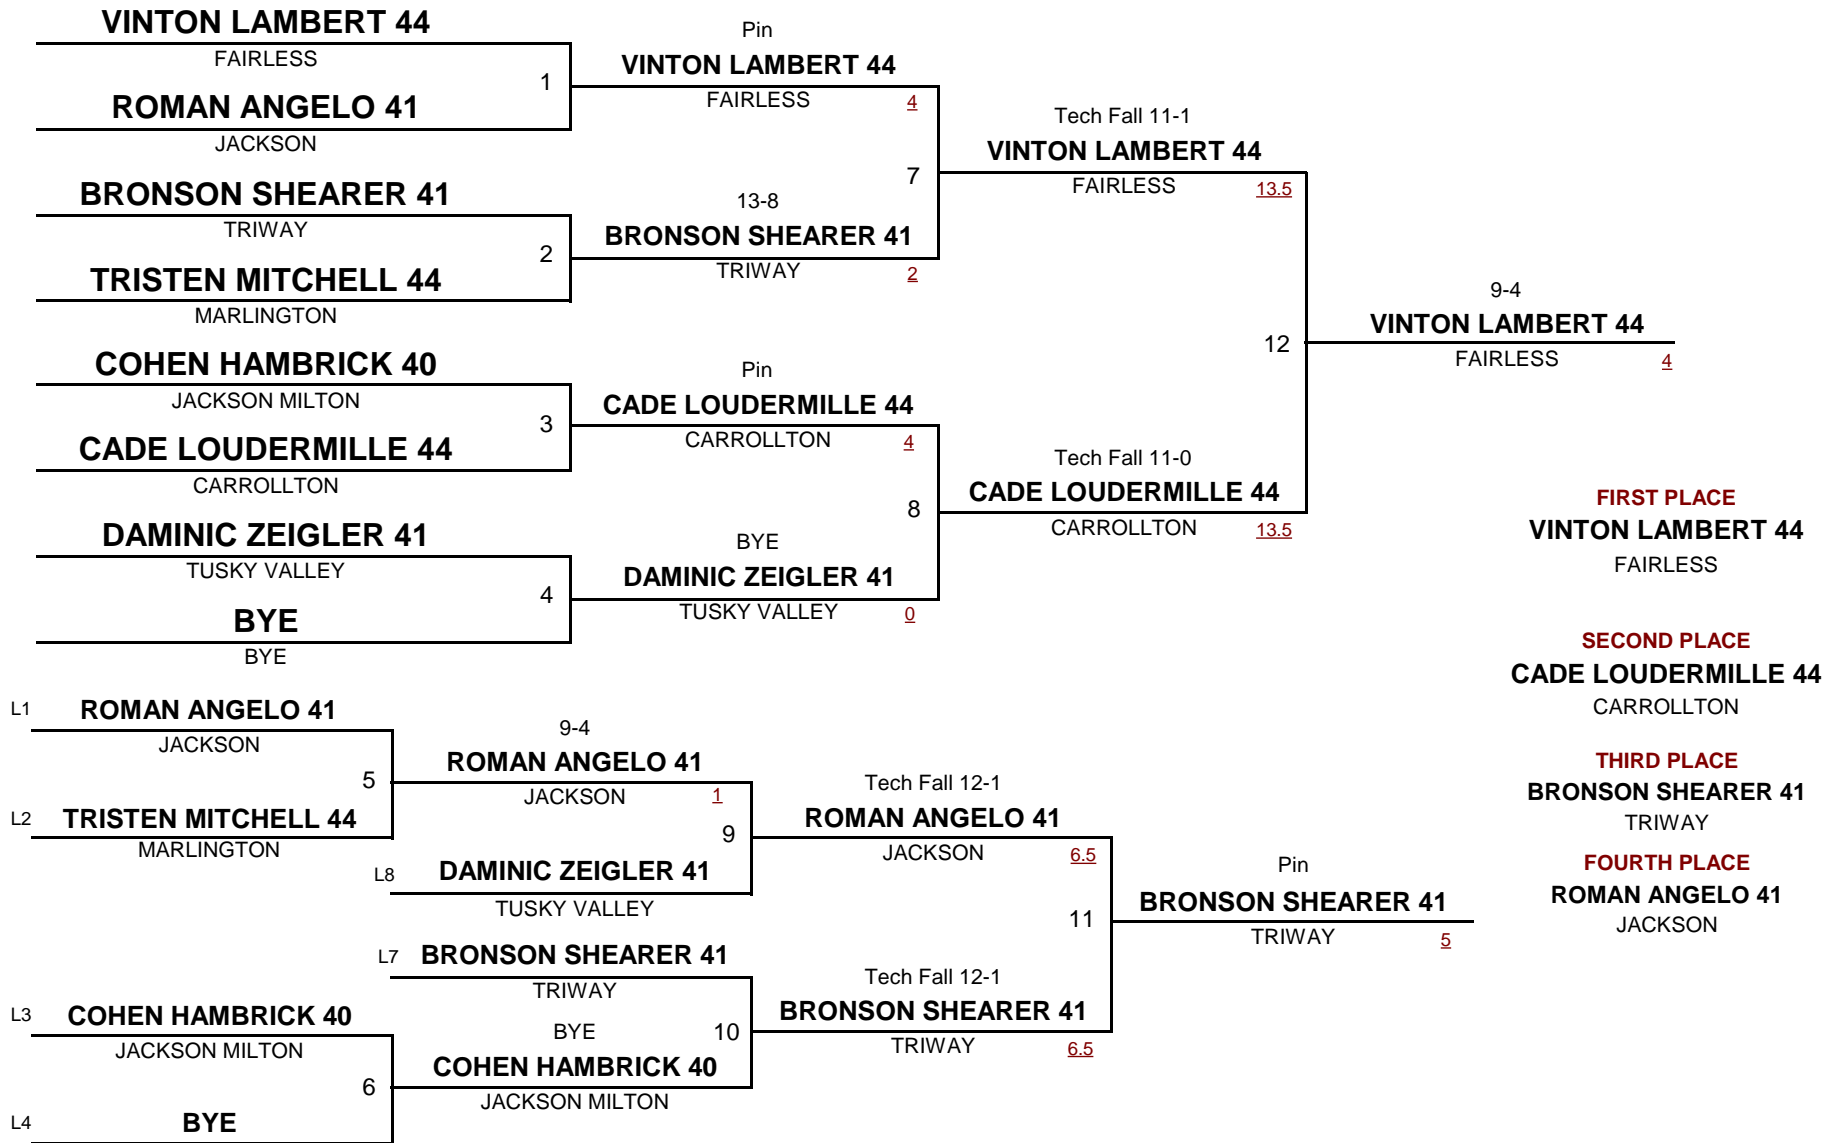 VINTON LAMBERT 44
FAIRLESS
1
ROMAN ANGELO 41
JACKSON
BRONSON SHEARER 41
TRIWAY
2
TRISTEN MITCHELL 44
MARLINGTON
COHEN HAMBRICK 40
JACKSON MILTON
3
CADE LOUDERMILLE 44
CARROLLTON
DAMINIC ZEIGLER 41
TUSKY VALLEY
4
BYE
BYE
Pin
VINTON LAMBERT 44
FAIRLESS 4
7
13-8
BRONSON SHEARER 41
TRIWAY 2
Pin
CADE LOUDERMILLE 44
CARROLLTON 4
8
BYE
DAMINIC ZEIGLER 41
TUSKY VALLEY 0
Tech Fall 11-1
VINTON LAMBERT 44
FAIRLESS 13.5
12
Tech Fall 11-0
CADE LOUDERMILLE 44
CARROLLTON 13.5
9-4
VINTON LAMBERT 44
FAIRLESS 4
FIRST PLACE
VINTON LAMBERT 44
FAIRLESS
SECOND PLACE
CADE LOUDERMILLE 44
CARROLLTON
THIRD PLACE
BRONSON SHEARER 41
TRIWAY
FOURTH PLACE
ROMAN ANGELO 41
JACKSON
L1 ROMAN ANGELO 41
JACKSON
5
L2 TRISTEN MITCHELL 44
MARLINGTON
9-4
ROMAN ANGELO 41
JACKSON 1
9
L8 DAMINIC ZEIGLER 41
TUSKY VALLEY
L7 BRONSON SHEARER 41
TRIWAY
BYE 10
COHEN HAMBRICK 40
JACKSON MILTON
L3 COHEN HAMBRICK 40
JACKSON MILTON
6
L4 BYE
Tech Fall 12-1
ROMAN ANGELO 41
JACKSON 6.5
11
Tech Fall 12-1
BRONSON SHEARER 41
TRIWAY 6.5
Pin
BRONSON SHEARER 41
TRIWAY 5